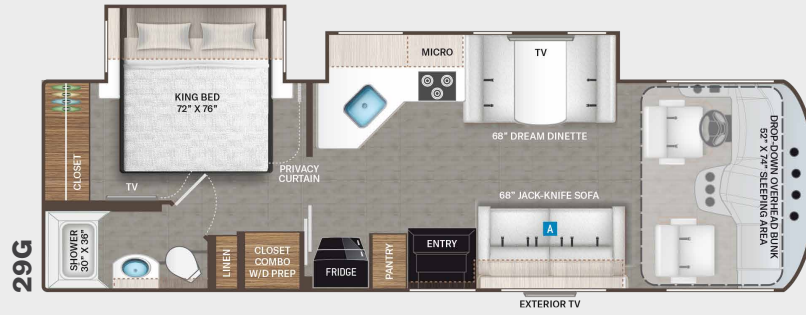 29G
CLOSET
TV
KING BED
72" X 76"
PRIVACY
CURTAIN
MICRO
TV
68" DREAM DINETTE
68" JACK-KNIFE SOFA
A
DROP-DOWN OVERHEAD BUNK
52" X 74" SLEEPING AREA
SHOWER
30" X 36"
LINEN
CLOSET
COMBO
W/D PREP
FRIDGE
PANTRY
ENTRY
EXTERIOR TV